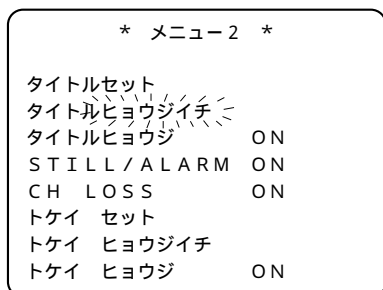 ＊ メニュー２ ＊
タイトルセット
タイトルヒョウジイチ
タイトルヒョウジ ＯＮ
ＳＴＩＬＬ／ＡＬＡＲＭ ＯＮ
ＣＨ ＬＯＳＳ ＯＮ
トケイ セット
トケイ ヒョウジイチ
トケイ ヒョウジ ＯＮ